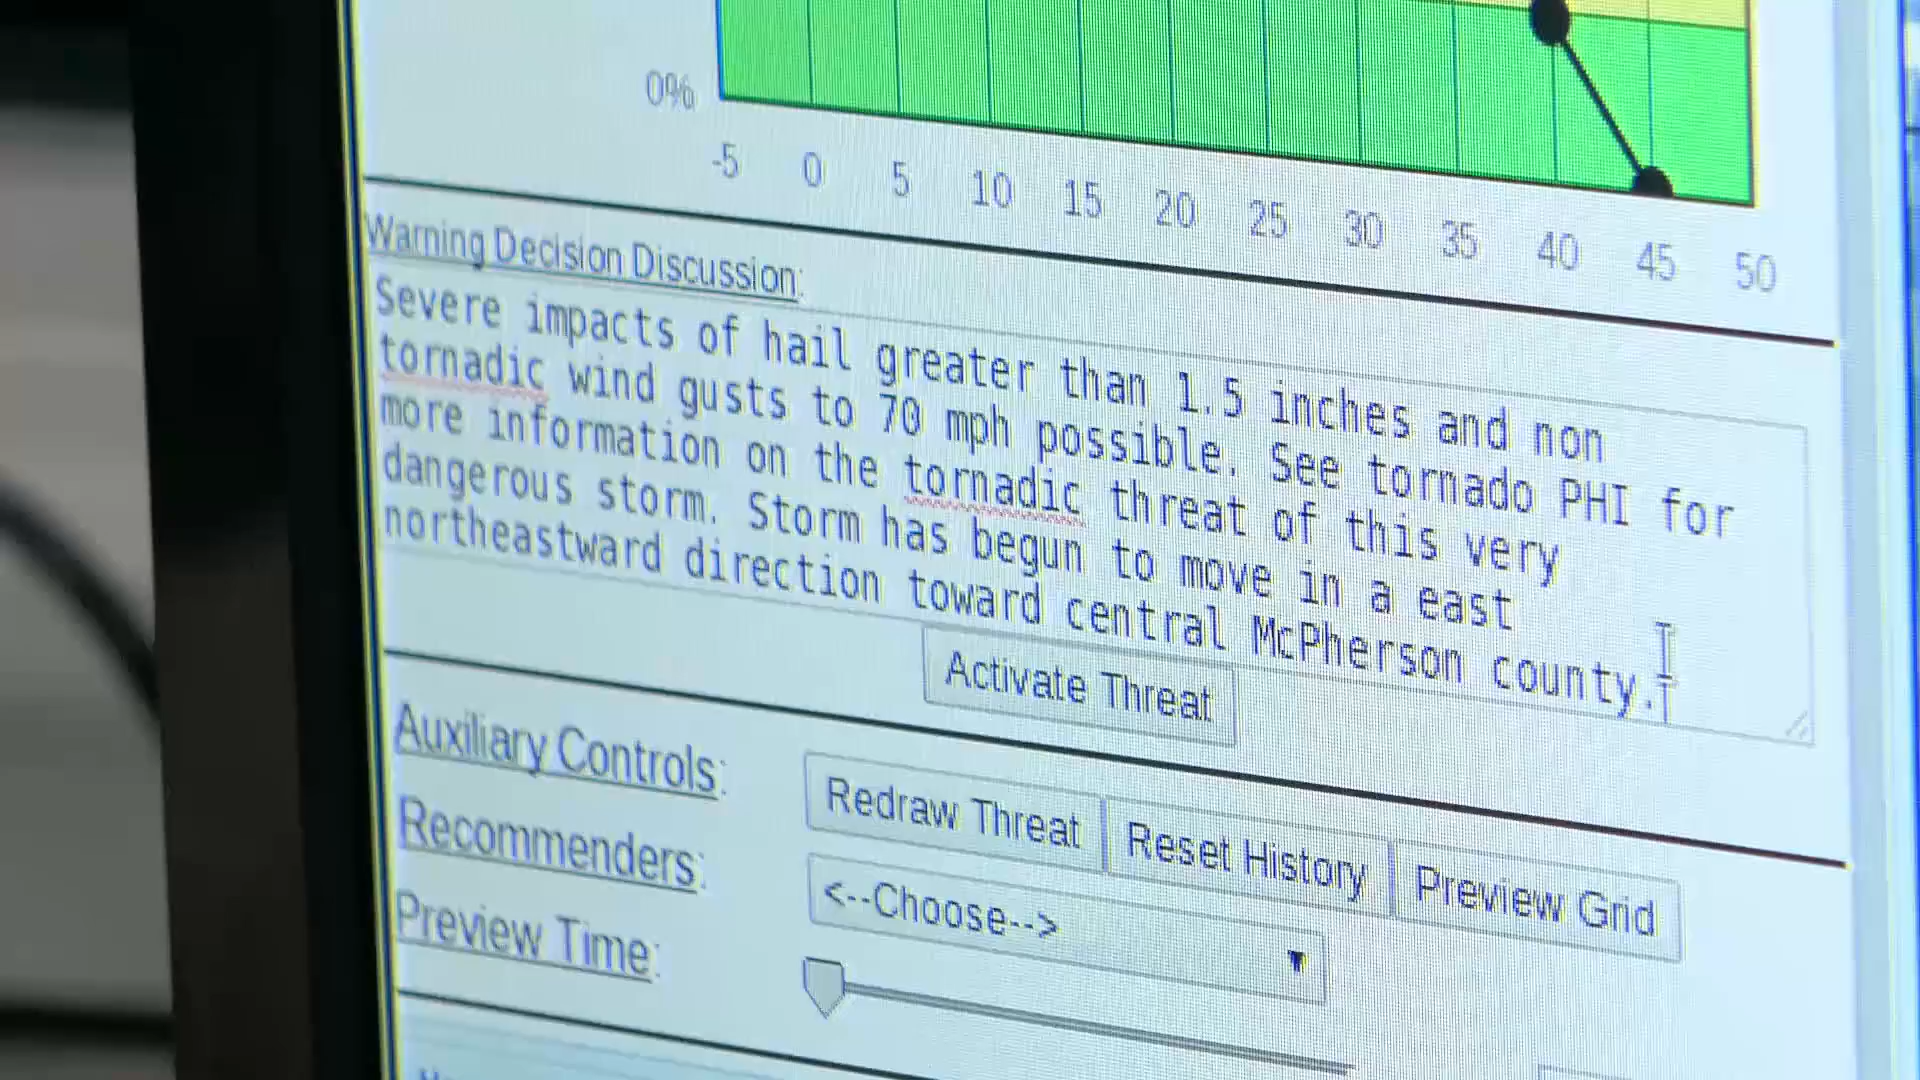 0%
-5 0 5 10 15 20 25 30 35 40 45 50
Warning Decision Discussion:
Severe impacts of hail greater than 1.5 inches and non
tornadic wind gusts to 70 mph possible. See tornado PHI for
more information on the tornadic threat of this very
dangerous storm. Storm has begun to move in a east
northeastward direction toward central McPherson county.
Activate Threat
Auxiliary Controls: Redraw Threat Reset History Preview Grid
Recommenders: <--Choose-->
Preview Time: